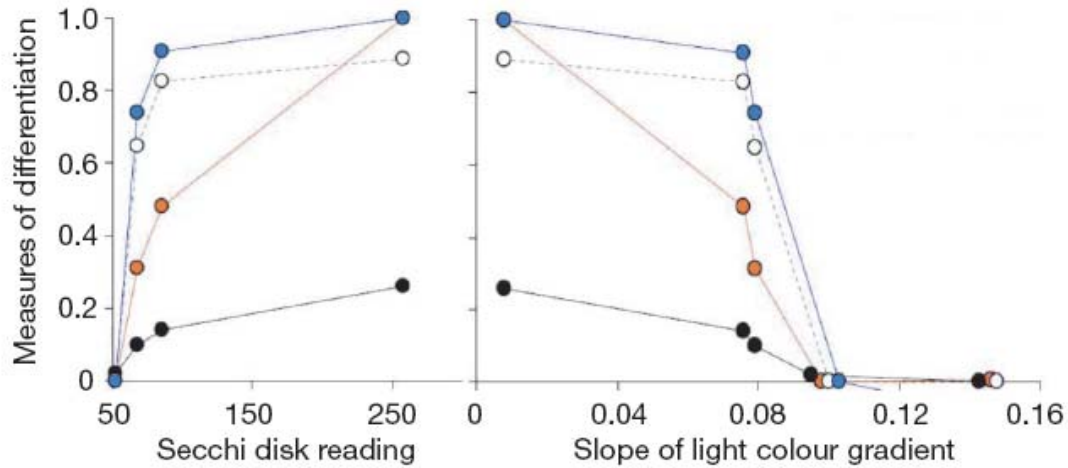 Measures of differentiation
1.0
0.8
0.6
0.4
0.2
0
50 150 250
0 0.04 0.08 0.12 0.16
Secchi disk reading
Slope of light colour gradient